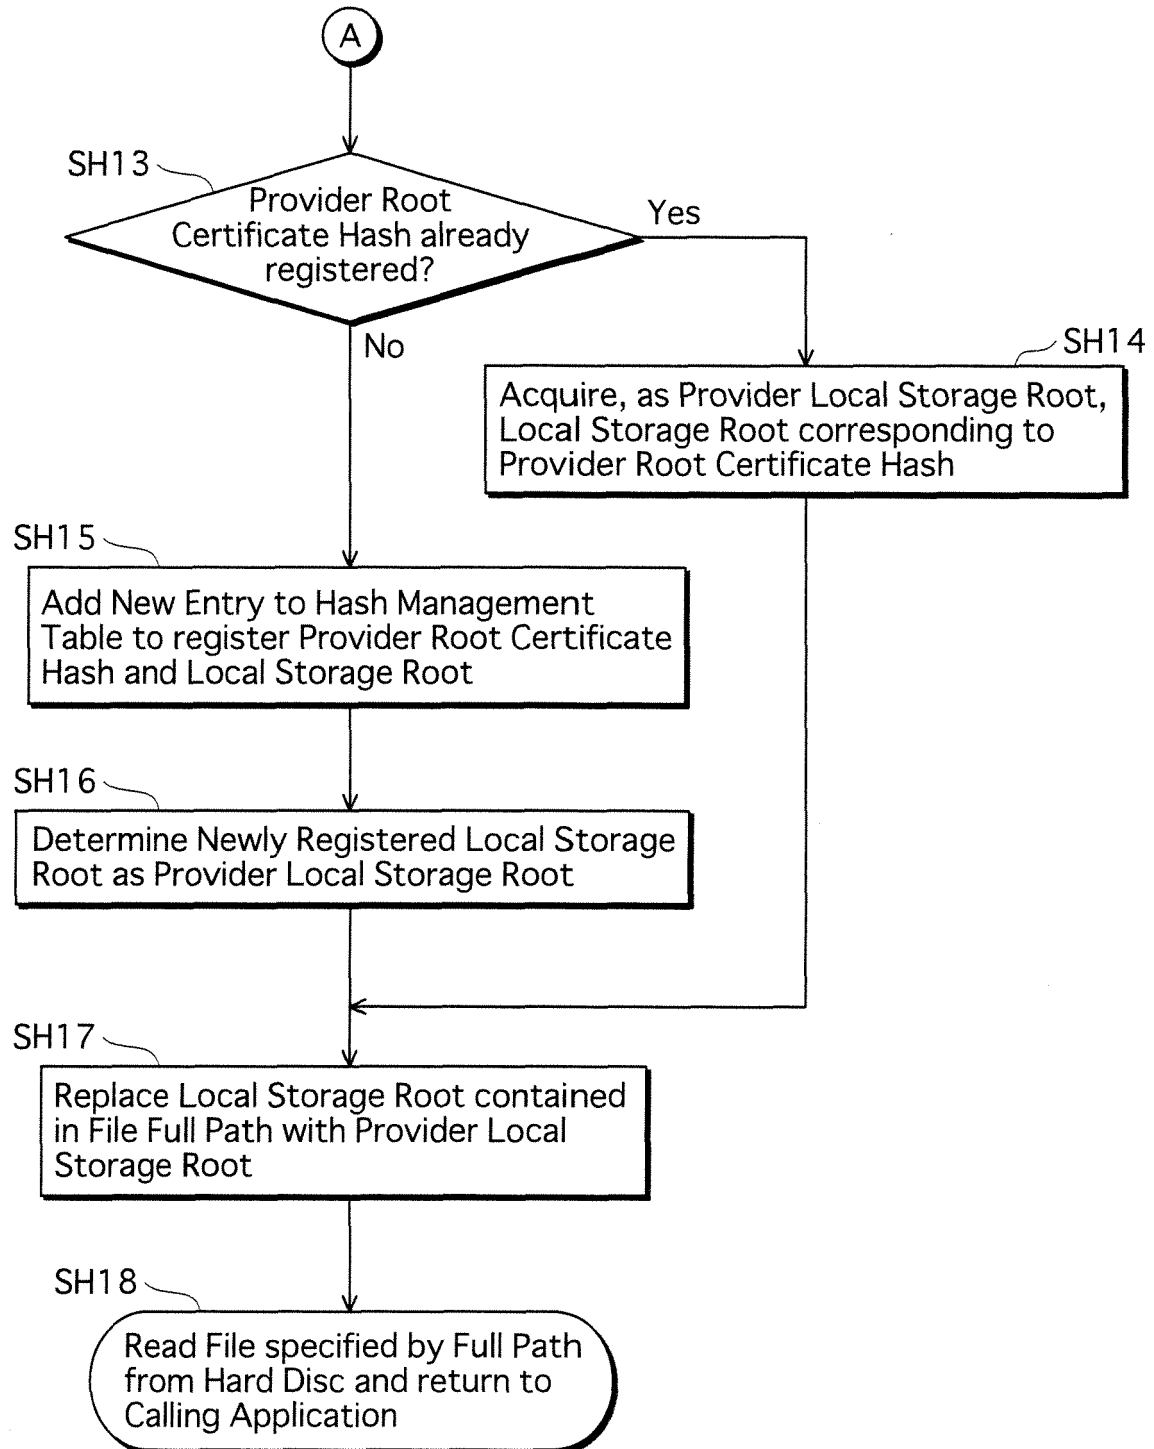 A
SH13
Provider Root
Certificate Hash already
registered?
Yes
No
SH14
Acquire, as Provider Local Storage Root,
Local Storage Root corresponding to
Provider Root Certificate Hash
SH15
Add New Entry to Hash Management
Table to register Provider Root Certificate
Hash and Local Storage Root
SH16
Determine Newly Registered Local Storage
Root as Provider Local Storage Root
SH17
Replace Local Storage Root contained
in File Full Path with Provider Local
Storage Root
SH18
Read File specified by Full Path
from Hard Disc and return to
Calling Application